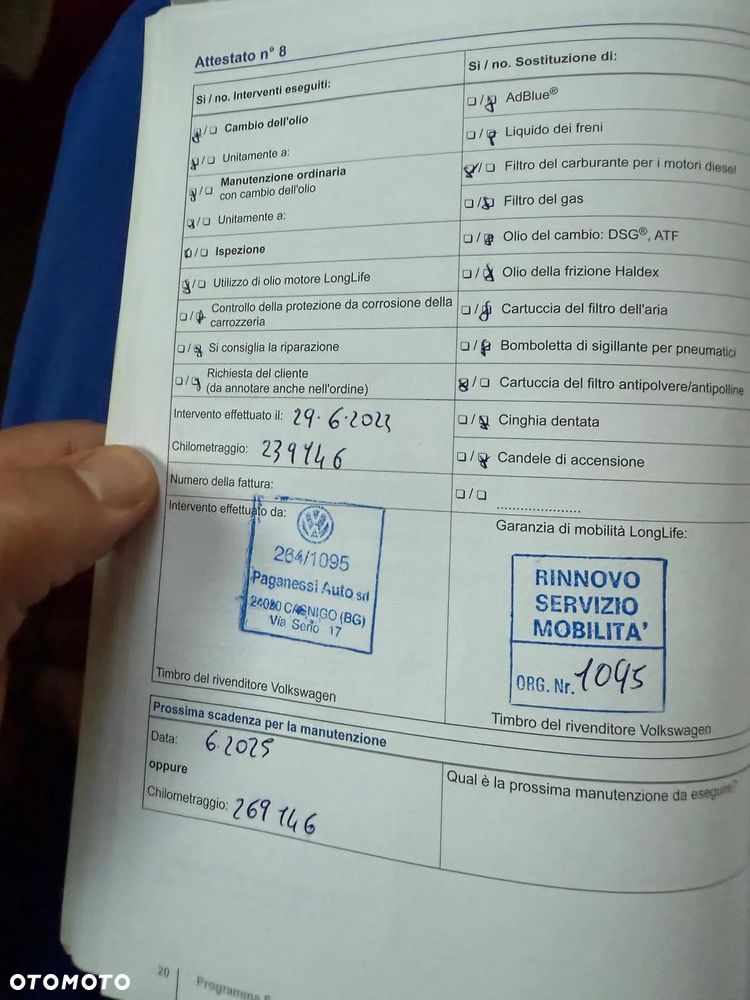 Attestato n° 8
Sì / no. Interventi eseguiti:
☑/☐ Cambio dell'olio
☑/☐ Unitamente a:
☑/☐ Manutenzione ordinaria
con cambio dell'olio
☑/☐ Unitamente a:
☐/☐ Ispezione
☑/☐ Utilizzo di olio motore LongLife
☐/☑ Controllo della protezione da corrosione della
carrozzeria
☐/☑ Si consiglia la riparazione
☐/☑ Richiesta del cliente
(da annotare anche nell'ordine)
Intervento effettuato il: 29.6.2023
Chilometraggio: 239146
Numero della fattura:
Intervento effettuato da:
264/1095
Paganessi Auto srl
24020 CASNIGO (BG)
Via Serio 17
Timbro del rivenditore Volkswagen
Sì / no. Sostituzione di:
☐/☑ AdBlue®
☐/☑ Liquido dei freni
☑/☐ Filtro del carburante per i motori diesel
☐/☑ Filtro del gas
☐/☑ Olio del cambio: DSG®, ATF
☐/☑ Olio della frizione Haldex
☐/☑ Cartuccia del filtro dell'aria
☐/☑ Bomboletta di sigillante per pneumatici
☑/☐ Cartuccia del filtro antipolvere/antipolline
☐/☑ Cinghia dentata
☐/☑ Candele di accensione
☐/☐ .....................
Garanzia di mobilità LongLife:
RINNOVO
SERVIZIO
MOBILITA'
ORG. Nr. 1095
Timbro del rivenditore Volkswagen
Prossima scadenza per la manutenzione
Data: 6.2025
oppure
Chilometraggio: 269146
Qual è la prossima manutenzione da eseguire?
20
Programma
OTOMOTO